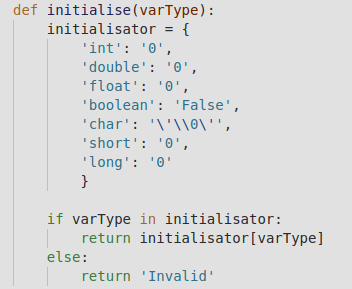 def initialise(varType):
    initialisator = {
        'int': '0',
        'double': '0',
        'float': '0',
        'boolean': 'False',
        'char': '\'\\0\'',
        'short': '0',
        'long': '0'
        }
    if varType in initialisator:
        return initialisator[varType]
    else:
        return 'Invalid'